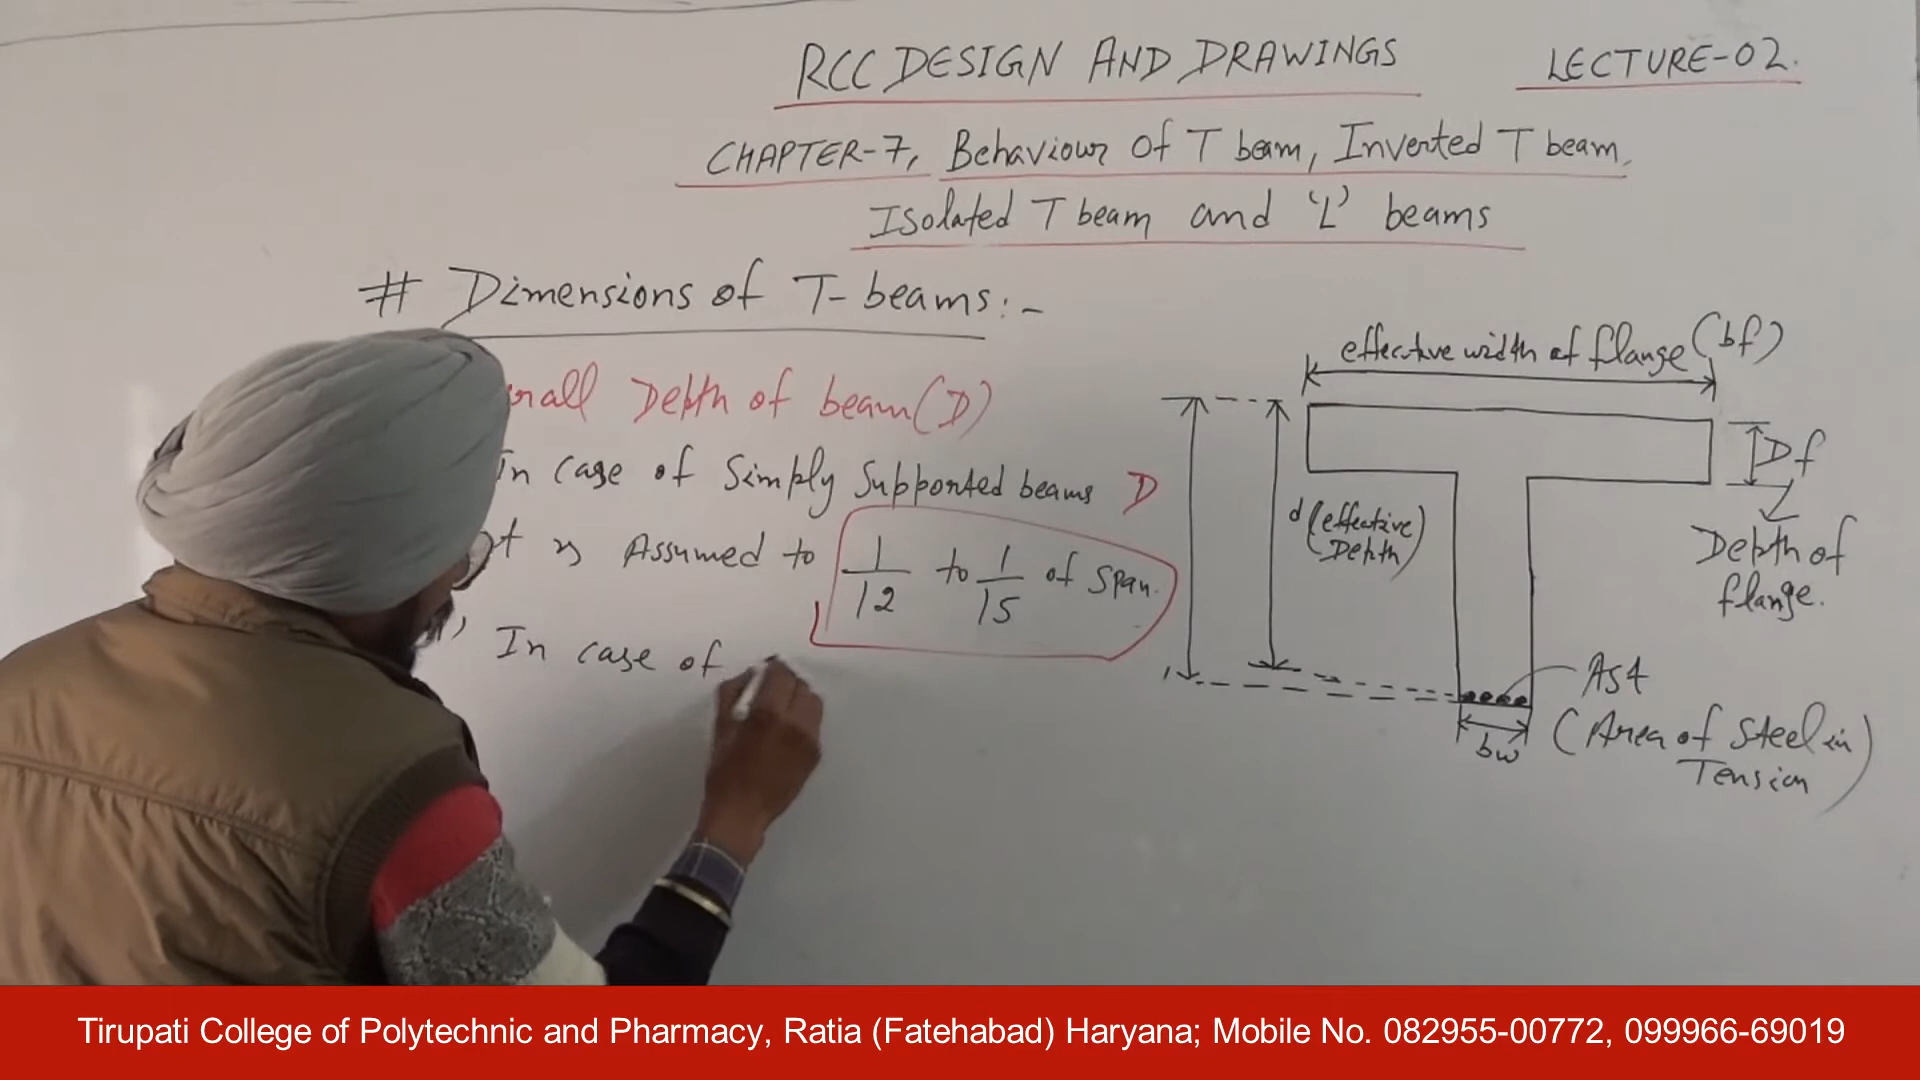 RCC DESIGN AND DRAWINGS LECTURE-02.
CHAPTER-7, Behaviour Of T beam, Inverted T beam,
Isolated T beam and 'L' beams
# Dimensions of T-beams:-
Depth of beam (D)
In case of Simply Supported beams D
is Assumed to 1/12 to 1/15 of span.
In case of
effective width of flange (bf)
Df
Depth of
flange.
d (effective
Depth)
Ast
(Area of Steel in
Tension)
bw
Tirupati College of Polytechnic and Pharmacy, Ratia (Fatehabad) Haryana; Mobile No. 082955-00772, 099966-69019